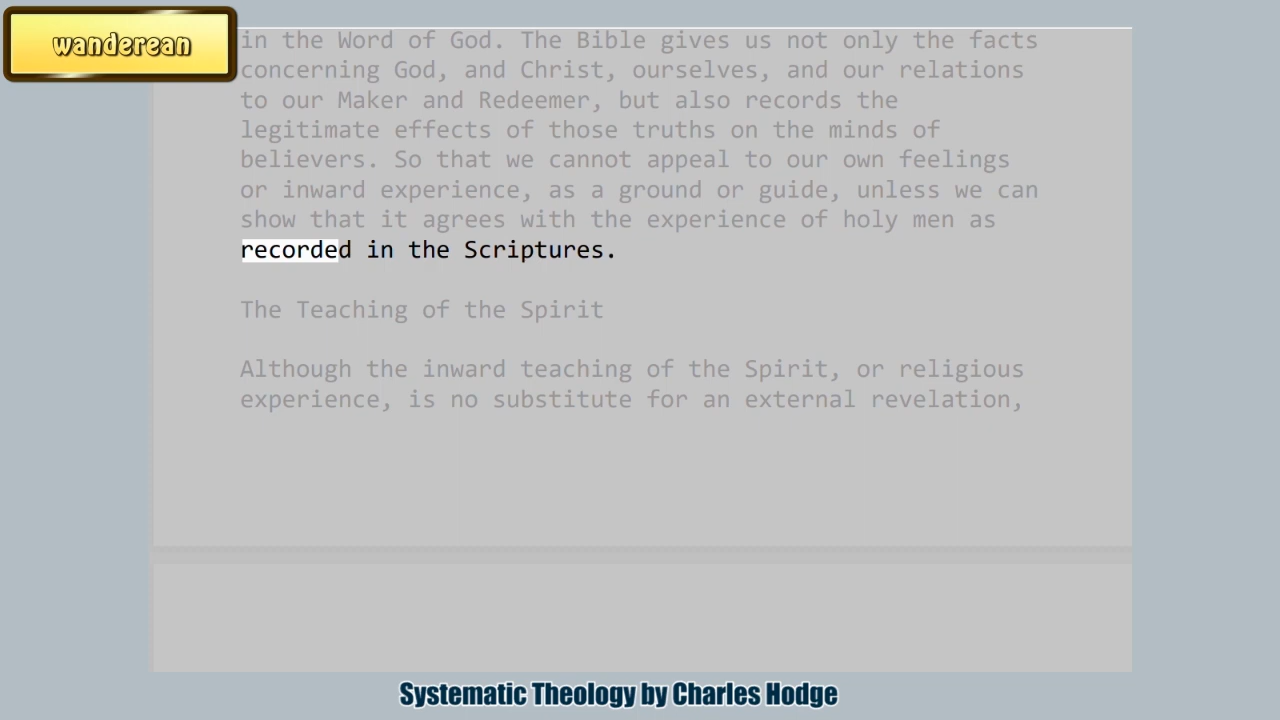 wanderean
in the Word of God. The Bible gives us not only the facts
concerning God, and Christ, ourselves, and our relations
to our Maker and Redeemer, but also records the
legitimate effects of those truths on the minds of
believers. So that we cannot appeal to our own feelings
or inward experience, as a ground or guide, unless we can
show that it agrees with the experience of holy men as
recorded in the Scriptures.
The Teaching of the Spirit
Although the inward teaching of the Spirit, or religious
experience, is no substitute for an external revelation,
Systematic Theology by Charles Hodge